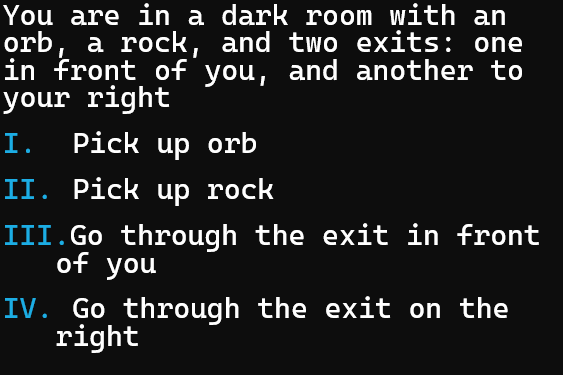 You are in a dark room with an
orb, a rock, and two exits: one
in front of you, and another to
your right
I. Pick up orb
II. Pick up rock
III.Go through the exit in front
of you
IV. Go through the exit on the
right